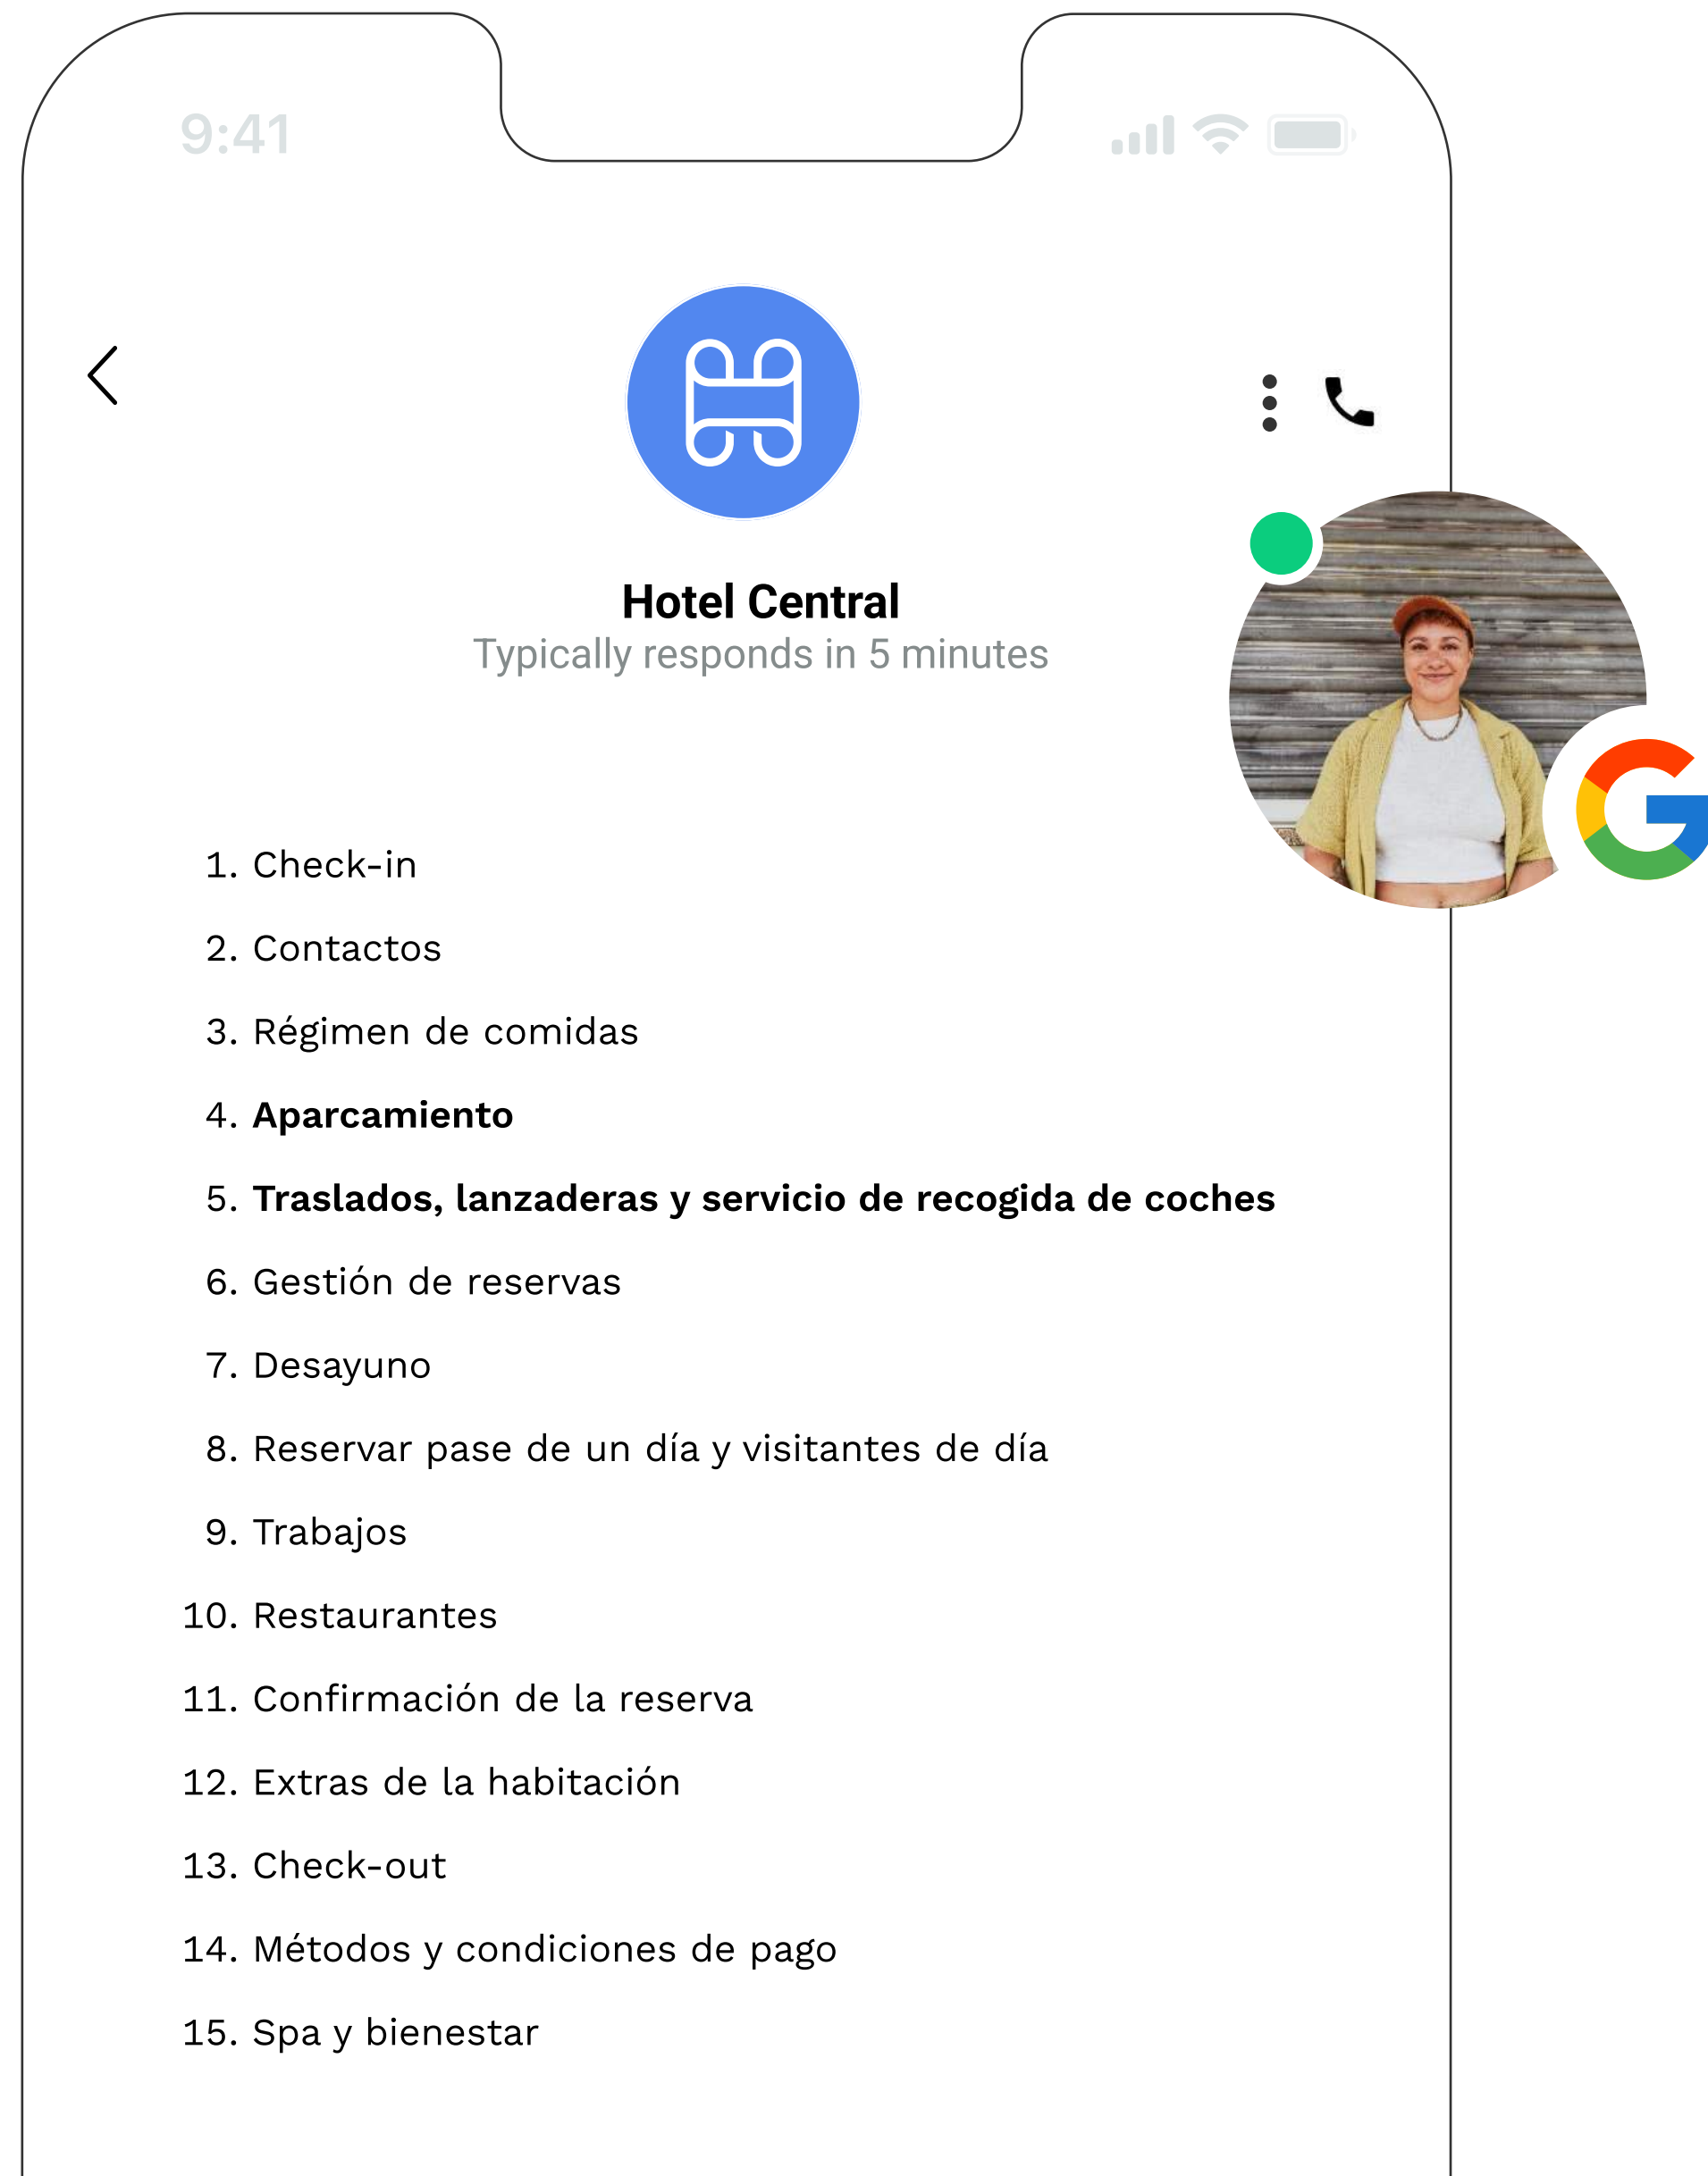 9:41
Hotel Central
Typically responds in 5 minutes
1. Check-in
2. Contactos
3. Régimen de comidas
4. Aparcamiento
5. Traslados, lanzaderas y servicio de recogida de coches
6. Gestión de reservas
7. Desayuno
8. Reservar pase de un día y visitantes de día
9. Trabajos
10. Restaurantes
11. Confirmación de la reserva
12. Extras de la habitación
13. Check-out
14. Métodos y condiciones de pago
15. Spa y bienestar